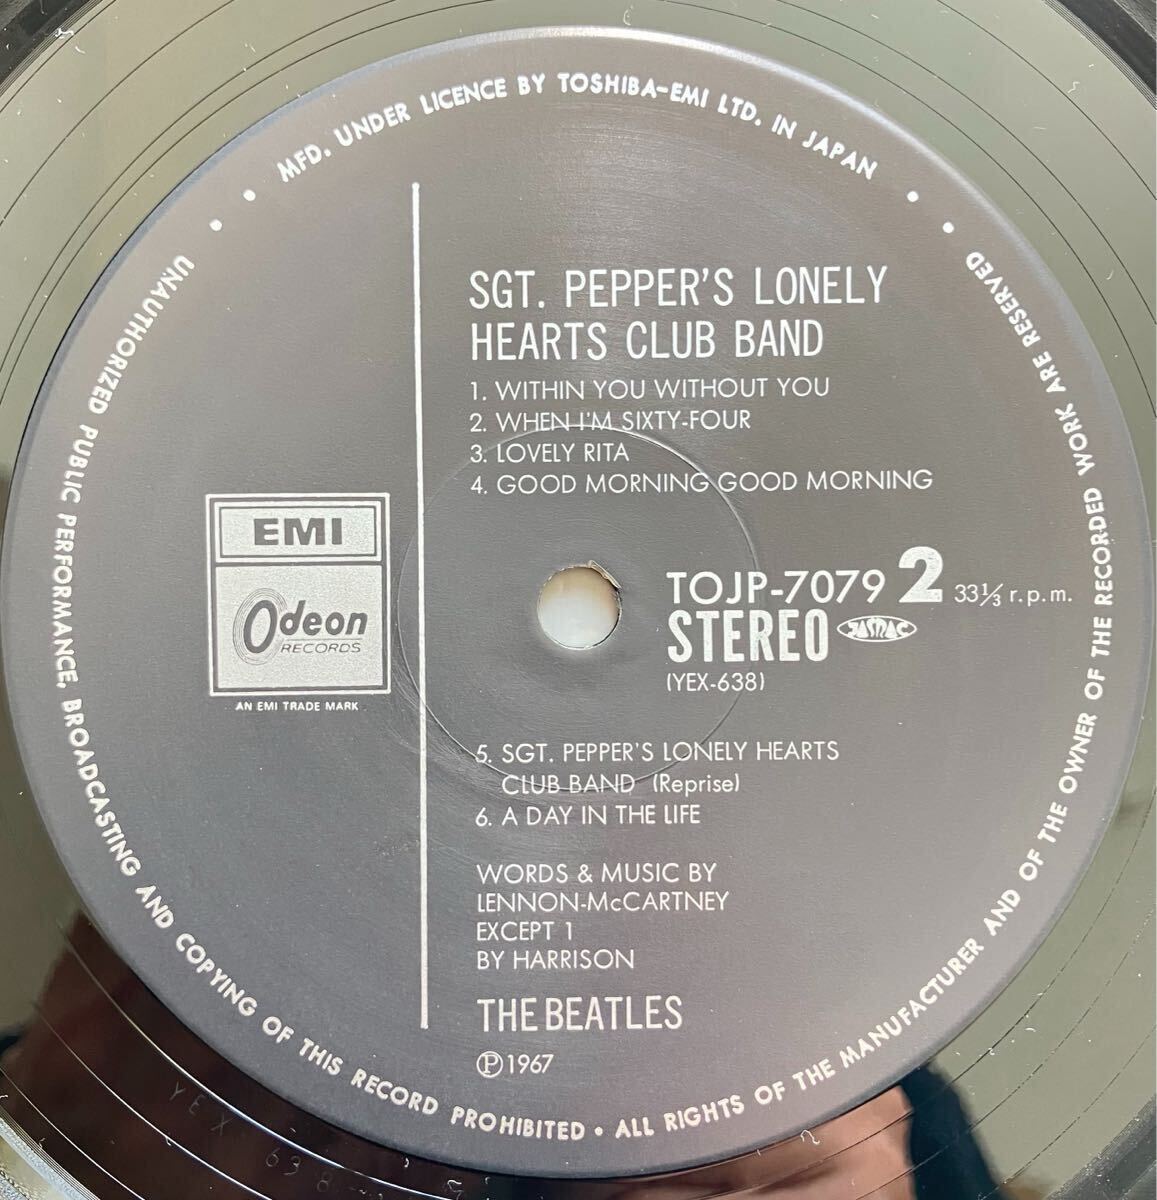 MFD. UNDER LICENCE BY TOSHIBA-EMI LTD. IN JAPAN
SGT. PEPPER'S LONELY
HEARTS CLUB BAND
1. WITHIN YOU WITHOUT YOU
2. WHEN I'M SIXTY-FOUR
3. LOVELY RITA
4. GOOD MORNING GOOD MORNING
EMI
Odeon
RECORDS
AN EMI TRADE MARK
TOJP-7079 2 33⅓ r.p.m.
STEREO JASRAC
(YEX-638)
5. SGT. PEPPER'S LONELY HEARTS
CLUB BAND (Reprise)
6. A DAY IN THE LIFE
WORDS & MUSIC BY
LENNON-McCARTNEY
EXCEPT 1
BY HARRISON
THE BEATLES
℗1967
UNAUTHORIZED PUBLIC PERFORMANCE, BROADCASTING AND COPYING OF THIS RECORD PROHIBITED • ALL RIGHTS OF THE MANUFACTURER AND OF THE OWNER OF THE RECORDED WORK ARE RESERVED
YEX 638